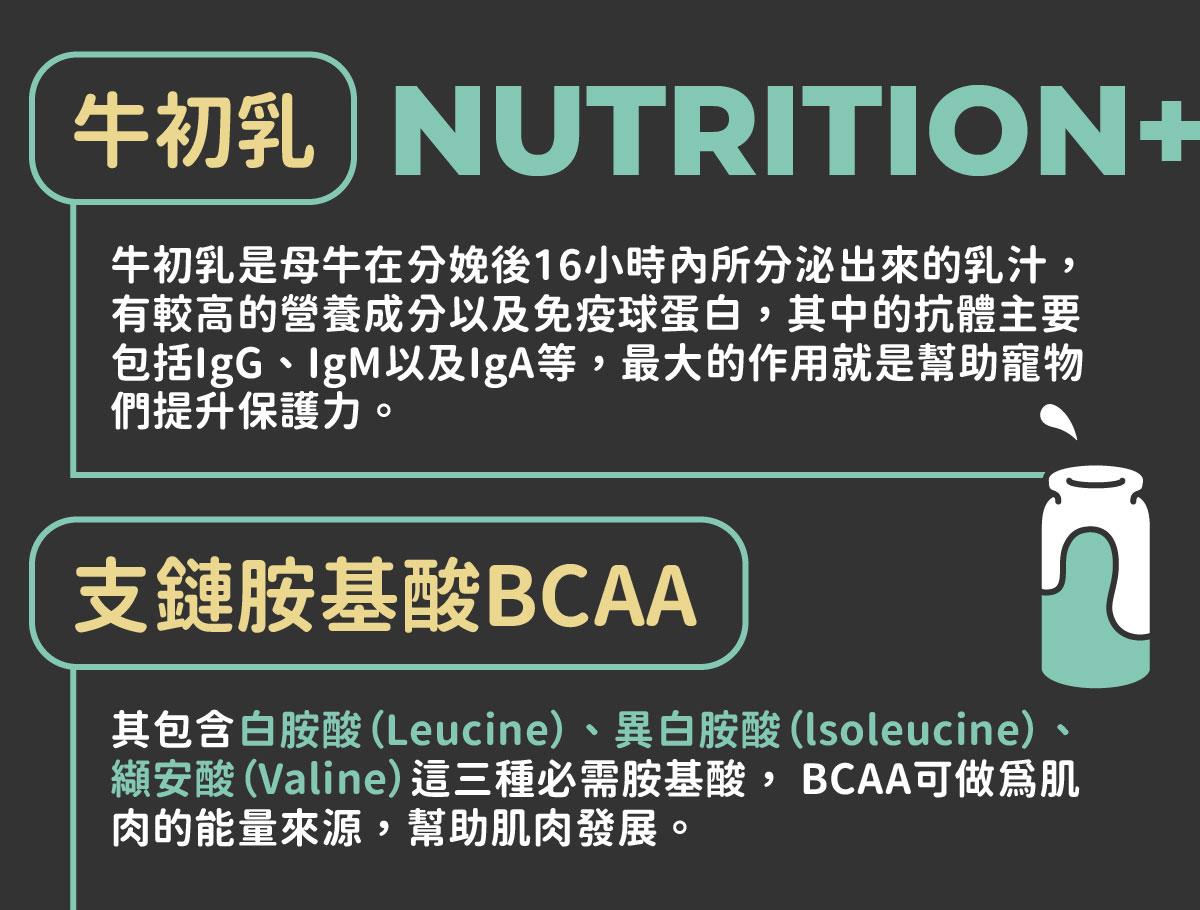 牛初乳 NUTRITION+
牛初乳是母牛在分娩後16小時內所分泌出來的乳汁，
有較高的營養成分以及免疫球蛋白，其中的抗體主要
包括IgG、IgM以及IgA等，最大的作用就是幫助寵物
們提升保護力。
支鏈胺基酸BCAA
其包含白胺酸(Leucine)、異白胺酸(lsoleucine)、
纈安酸(Valine)這三種必需胺基酸， BCAA可做爲肌
肉的能量來源，幫助肌肉發展。